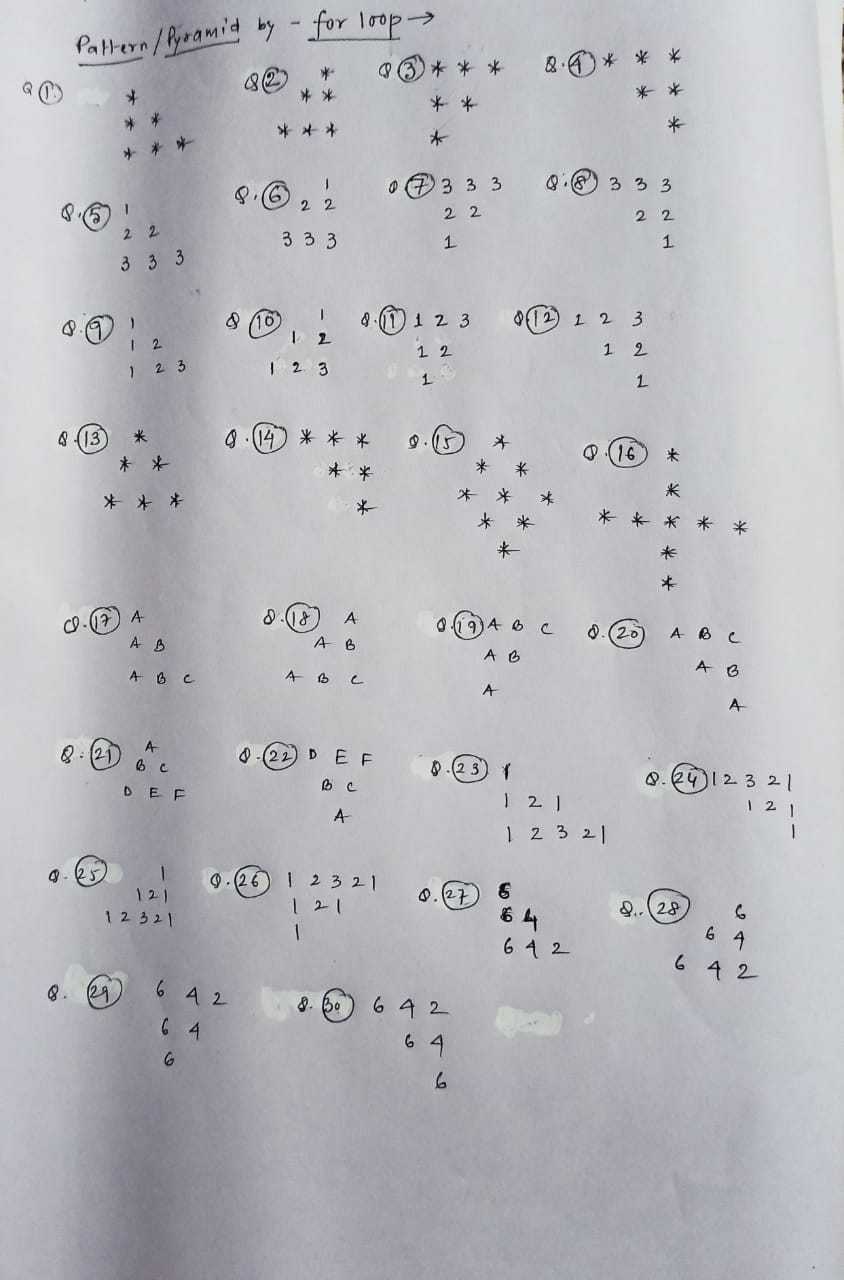 Pattern/Pyramid by - for loop →
Q 1.
*
* *
* * *
Q 2
*
* *
* * *
Q 3 * * *
* *
*
Q. 4 * * *
* *
*
Q. 5 1
2 2
3 3 3
Q. 6 1
2 2
3 3 3
Q 7 3 3 3
2 2
1
Q. 8 3 3 3
2 2
1
Q. 9 1
1 2
1 2 3
Q 10 1
1 2
1 2 3
Q. 11 1 2 3
1 2
1
Q 12 1 2 3
1 2
1
Q. 13 *
* *
* * *
Q. 14 * * *
* *
*
Q. 15 *
* *
* * *
* *
*
Q. 16 *
*
* * * * *
*
*
Q. 17 A
A B
A B C
Q. 18 A
A B
A B C
Q. 19 A B C
A B
A
Q. 20 A B C
A B
A
Q. 21 A
B C
D E F
Q. 22 D E F
B C
A
Q. 23 1
1 2 1
1 2 3 2 1
Q. 24 1 2 3 2 1
1 2 1
1
Q. 25 1
1 2 1
1 2 3 2 1
Q. 26 1 2 3 2 1
1 2 1
1
Q. 27 6
6 4
6 4 2
Q.. 28 6
6 4
6 4 2
Q. 29 6 4 2
6 4
6
Q. 30 6 4 2
6 4
6